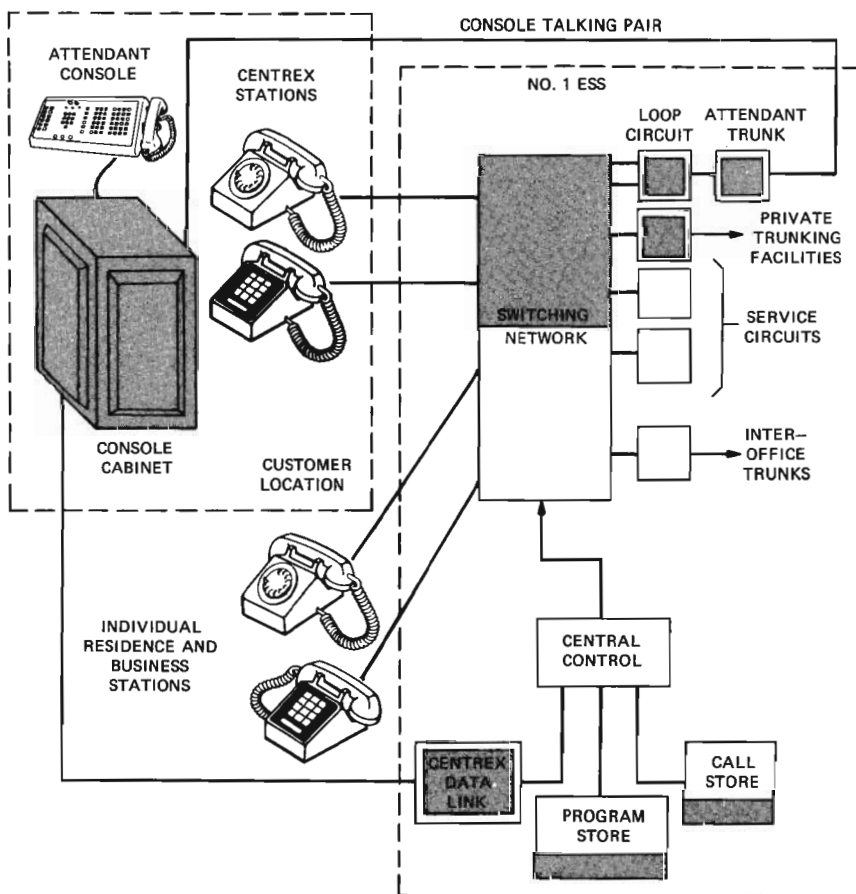 CONSOLE TALKING PAIR
ATTENDANT
CONSOLE
CENTREX
STATIONS
NO. 1 ESS
LOOP
CIRCUIT
ATTENDANT
TRUNK
PRIVATE
TRUNKING
FACILITIES
SERVICE
CIRCUITS
SWITCHING
NETWORK
CONSOLE
CABINET
CUSTOMER
LOCATION
INTER–
OFFICE
TRUNKS
INDIVIDUAL
RESIDENCE AND
BUSINESS
STATIONS
CENTRAL
CONTROL
CENTREX
DATA
LINK
CALL
STORE
PROGRAM
STORE